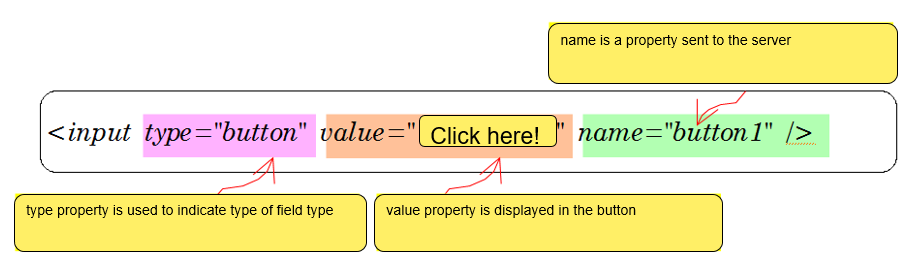 name is a property sent to the server
<input type="button" value=" Click here! " name="button1" />
type property is used to indicate type of field type
value property is displayed in the button